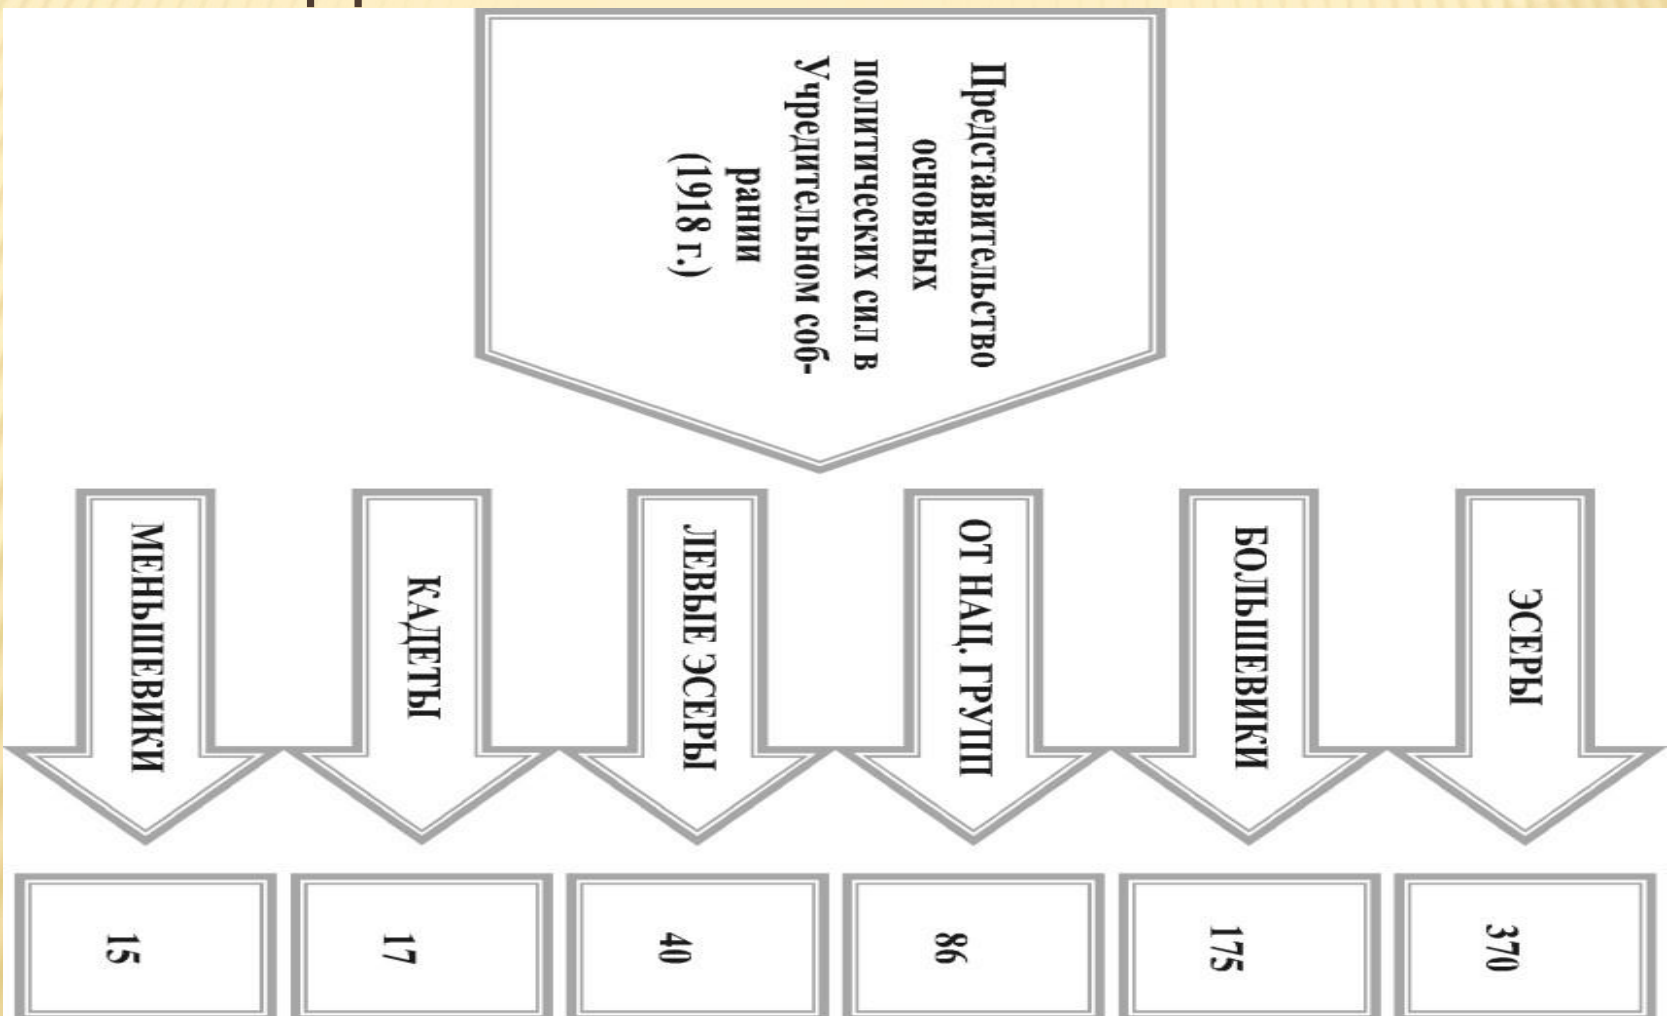 Представительство
основных
политических сил в
Учредительном соб-
рании
(1918 г.)
ЭСЕРЫ
370
БОЛЬШЕВИКИ
175
ОТ НАЦ. ГРУПП
86
ЛЕВЫЕ ЭСЕРЫ
40
КАДЕТЫ
17
МЕНЬШЕВИКИ
15